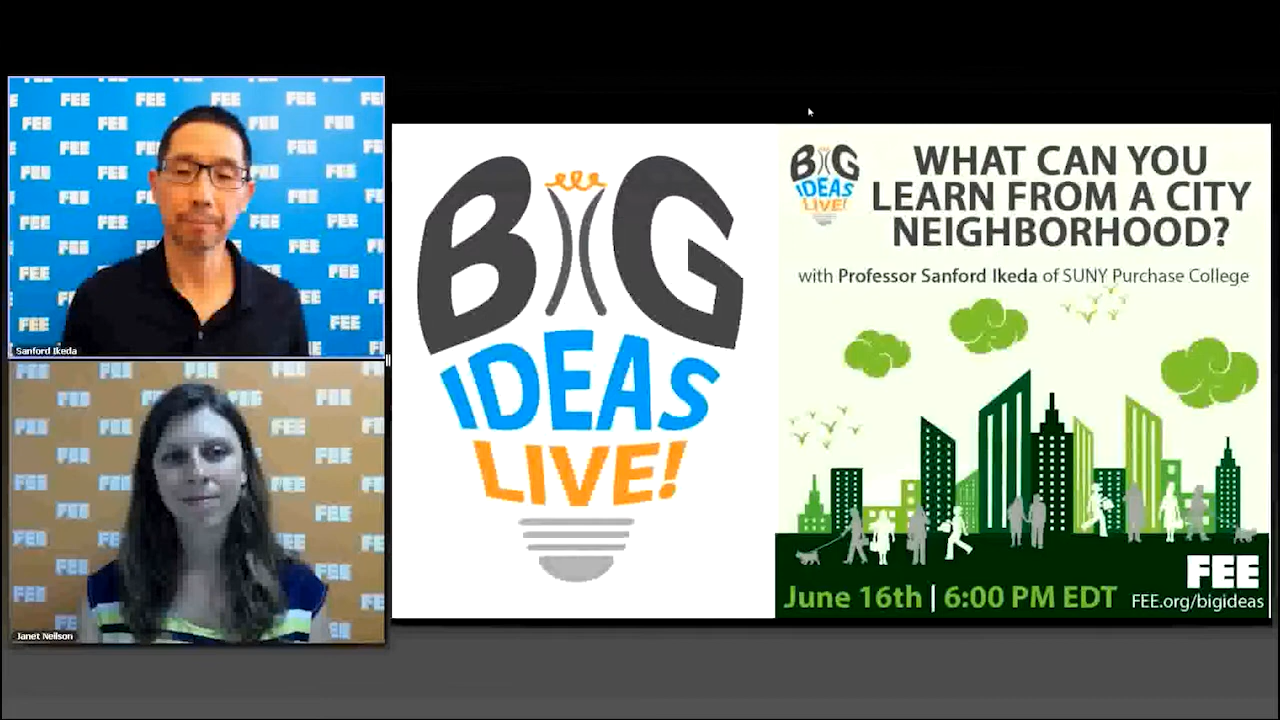 FEE
Sanford Ikeda
FEE
Janet Neilson
BIG
IDEAS
LIVE!
BIG
IDEAS
LIVE!
WHAT CAN YOU
LEARN FROM A CITY
NEIGHBORHOOD?
with Professor Sanford Ikeda of SUNY Purchase College
June 16th | 6:00 PM EDT
FEE
FEE.org/bigideas